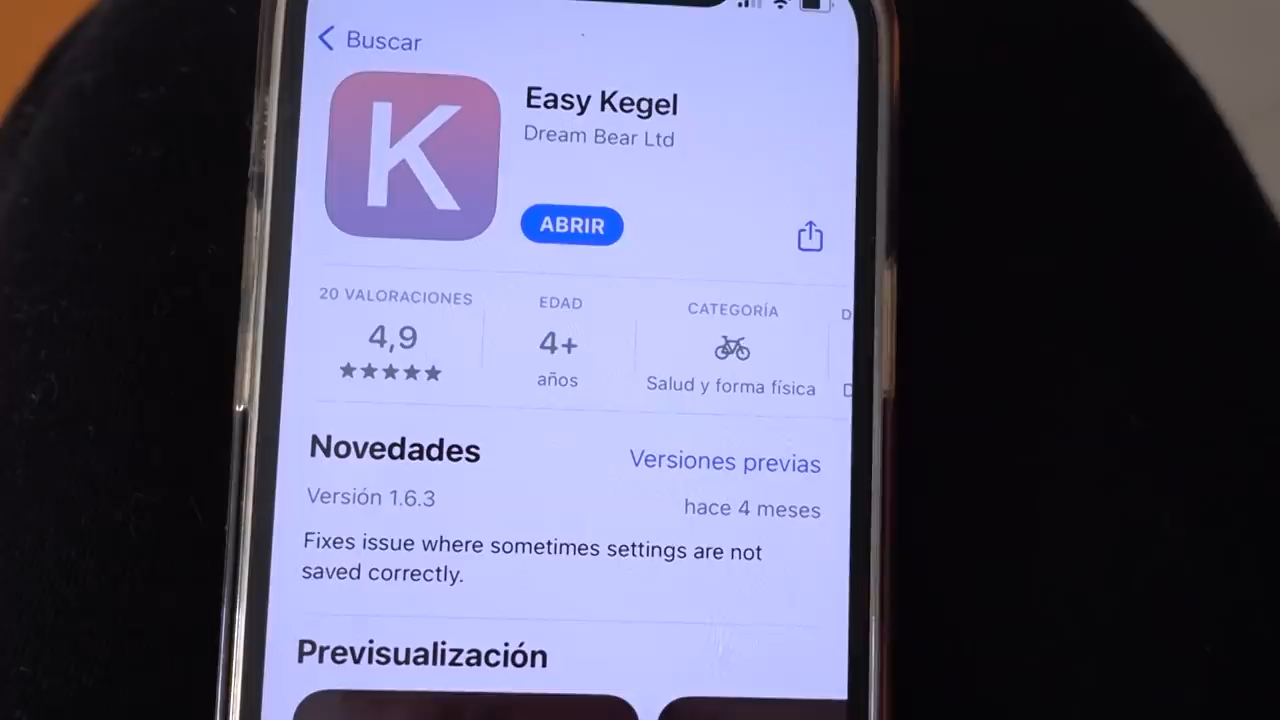 Buscar
K
Easy Kegel
Dream Bear Ltd
ABRIR
20 VALORACIONES
4,9
EDAD
4+
años
CATEGORÍA
Salud y forma física
D
D
Novedades
Versiones previas
Versión 1.6.3
hace 4 meses
Fixes issue where sometimes settings are not
saved correctly.
Previsualización